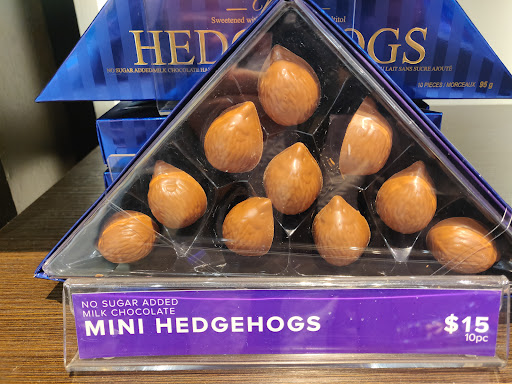 Sweetened with
HEDGEHOGS
NO SUGAR ADDED MILK CHOCOLATE
LAIT SANS SUCRE AJOUTÉ
10 PIECES / MORCEAUX 95 g
NO SUGAR ADDED
MILK CHOCOLATE
MINI HEDGEHOGS
$15
10pc